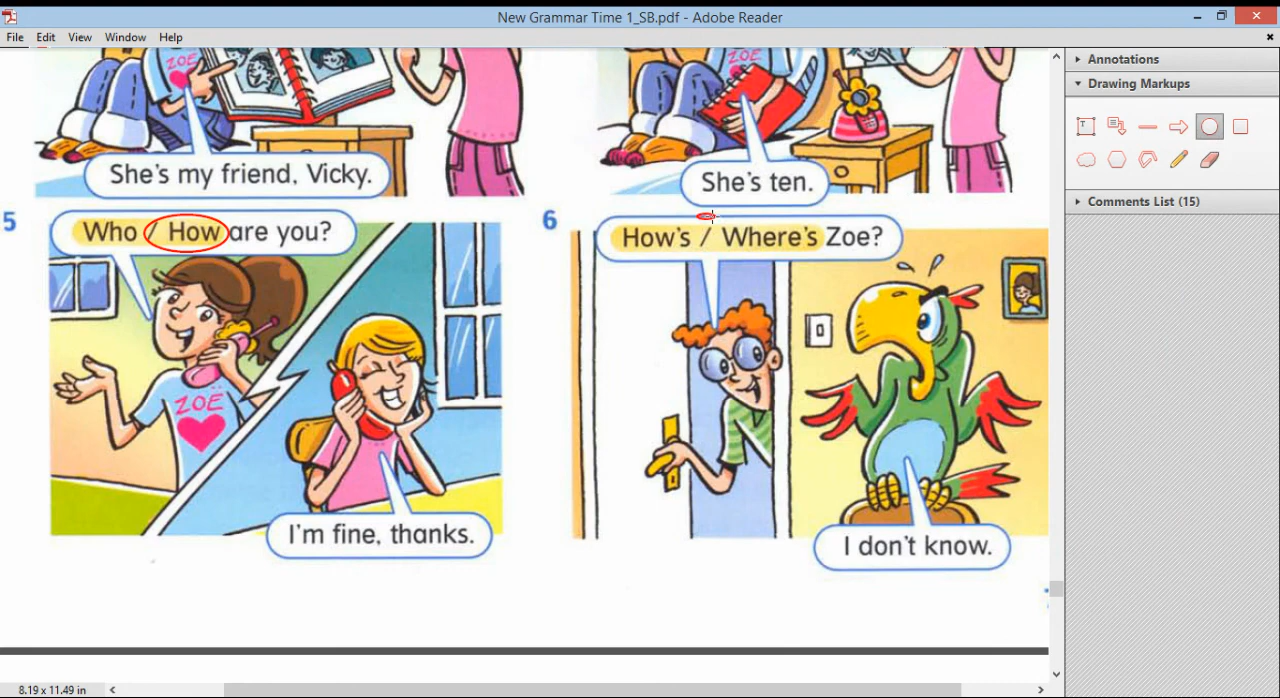 New Grammar Time 1_SB.pdf - Adobe Reader
File Edit View Window Help
Annotations
Drawing Markups
T
Comments List (15)
ZOE
ZOE
She's my friend, Vicky.
She's ten.
5
Who / How are you?
ZOE
I'm fine, thanks.
6
How's / Where's Zoe?
I don't know.
8.19 x 11.49 in